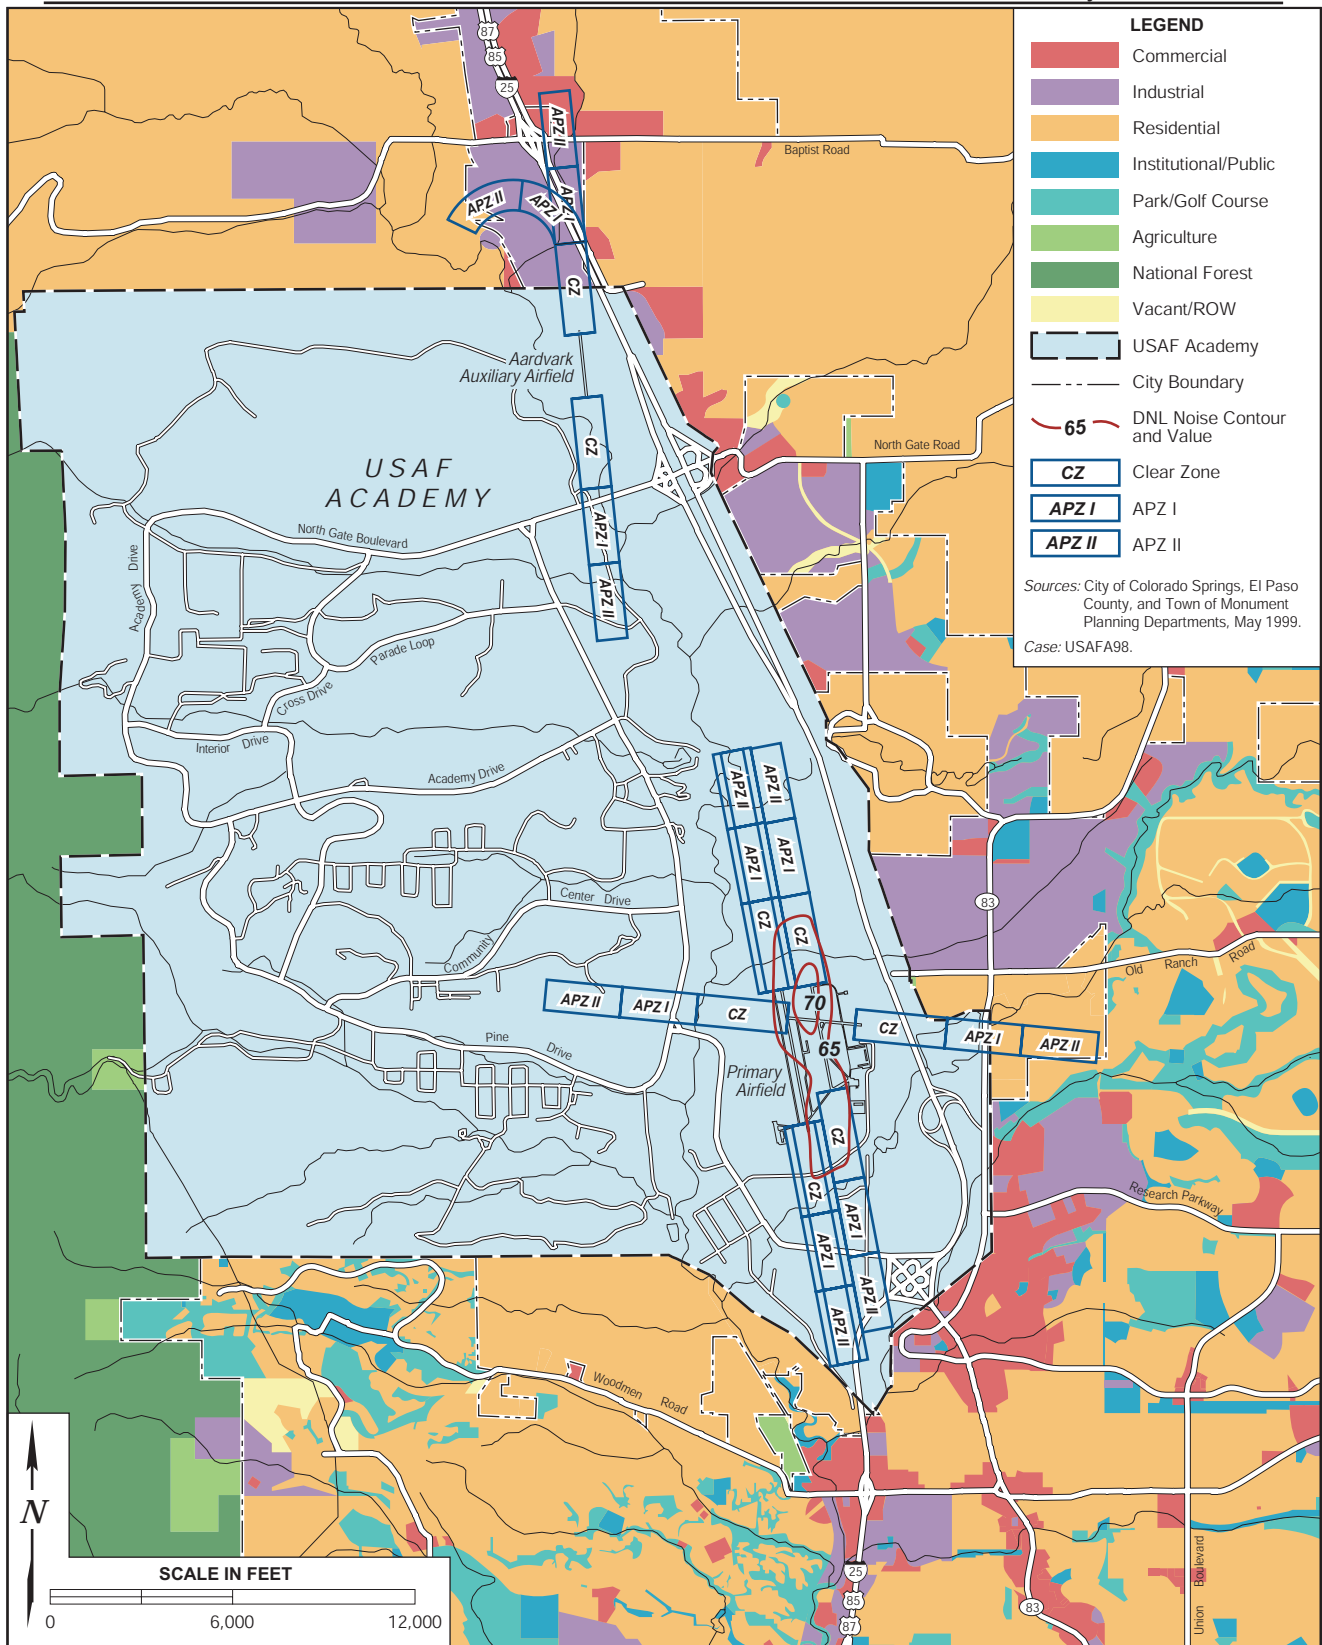 87
85
25
APZ II
Baptist Road
APZ II
APZ I
APZ I
CZ
Aardvark
Auxiliary Airfield
CZ
North Gate Road
USAF
ACADEMY
North Gate Boulevard
APZ I
Academy Drive
APZ II
Parade Loop
Cross Drive
Interior Drive
Academy Drive
APZ II
APZ II
APZ I
APZ I
Center Drive
83
CZ
CZ
Community
Old Ranch Road
APZ II
APZ I
CZ
70
CZ
APZ I
APZ II
65
Pine Drive
Primary
Airfield
CZ
CZ
Research Parkway
APZ I
APZ I
APZ II
APZ II
Woodmen Road
25
85
87
83
Union Boulevard
LEGEND
Commercial
Industrial
Residential
Institutional/Public
Park/Golf Course
Agriculture
National Forest
Vacant/ROW
USAF Academy
City Boundary
65 DNL Noise Contour
and Value
CZ Clear Zone
APZ I APZ I
APZ II APZ II
Sources: City of Colorado Springs, El Paso
County, and Town of Monument
Planning Departments, May 1999.
Case: USAFA98.
N
SCALE IN FEET
0 6,000 12,000